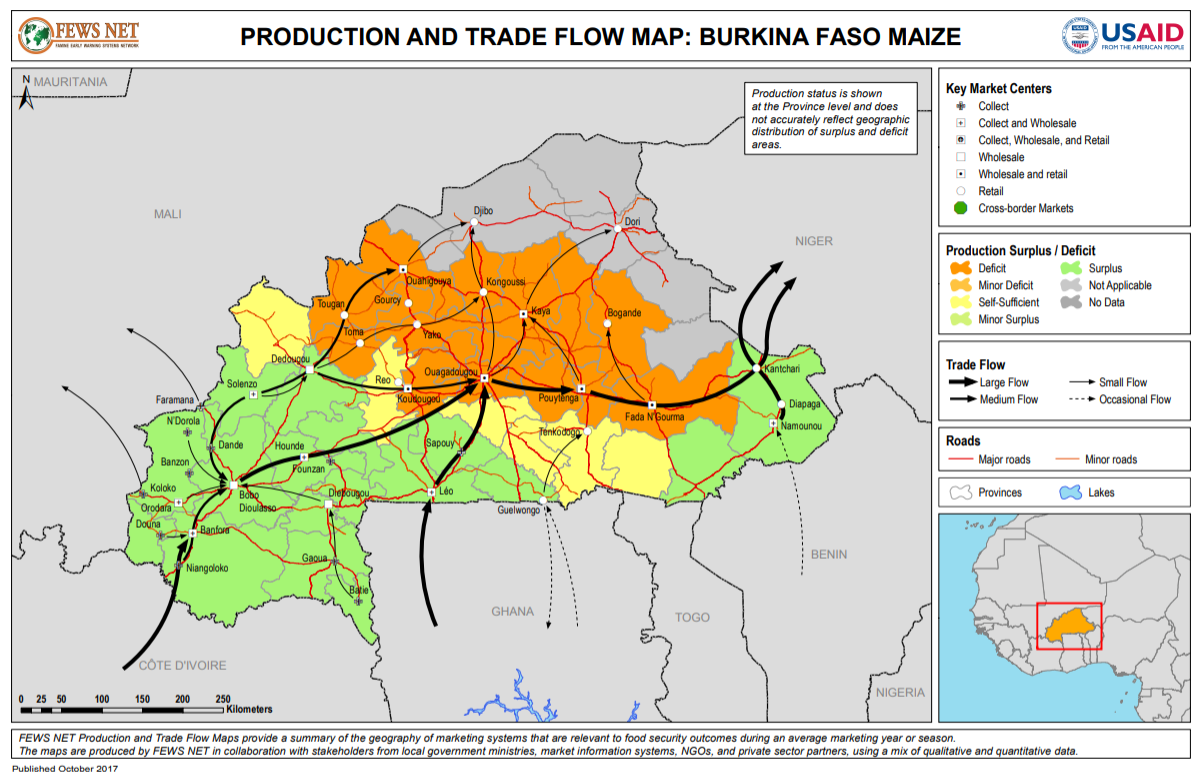 FEWS NET
FAMINE EARLY WARNING SYSTEMS NETWORK
PRODUCTION AND TRADE FLOW MAP: BURKINA FASO MAIZE
USAID
FROM THE AMERICAN PEOPLE
N
MAURITANIA
Production status is shown
at the Province level and does
not accurately reflect geographic
distribution of surplus and deficit
areas.
MALI
NIGER
Djibo
Dori
Ouahigouya
Kongoussi
Tougan
Gourcy
Kaya
Bogande
Toma
Yako
Dedougou
Reo
Ouagadougou
Kantchari
Solenzo
Koudougou
Pouytenga
Fada N'Gourma
Diapaga
Faramana
N'Dorola
Namounou
Tenkodogo
Dande
Hounde
Sapouy
Founzan
Banzon
Koloko
Bobo
Dioulasso
Diebougou
Léo
Orodara
Guelwongo
Douna
Banfora
Gaoua
Niangoloko
Batie
BENIN
GHANA
TOGO
CÔTE D'IVOIRE
NIGERIA
0 25 50 100 150 200 250
Kilometers
Key Market Centers
Collect
Collect and Wholesale
Collect, Wholesale, and Retail
Wholesale
Wholesale and retail
Retail
Cross-border Markets
Production Surplus / Deficit
Deficit
Minor Deficit
Self-Sufficient
Minor Surplus
Surplus
Not Applicable
No Data
Trade Flow
Large Flow
Medium Flow
Small Flow
Occasional Flow
Roads
Major roads
Minor roads
Provinces
Lakes
FEWS NET Production and Trade Flow Maps provide a summary of the geography of marketing systems that are relevant to food security outcomes during an average marketing year or season.
The maps are produced by FEWS NET in collaboration with stakeholders from local government ministries, market information systems, NGOs, and private sector partners, using a mix of qualitative and quantitative data.
Published October 2017